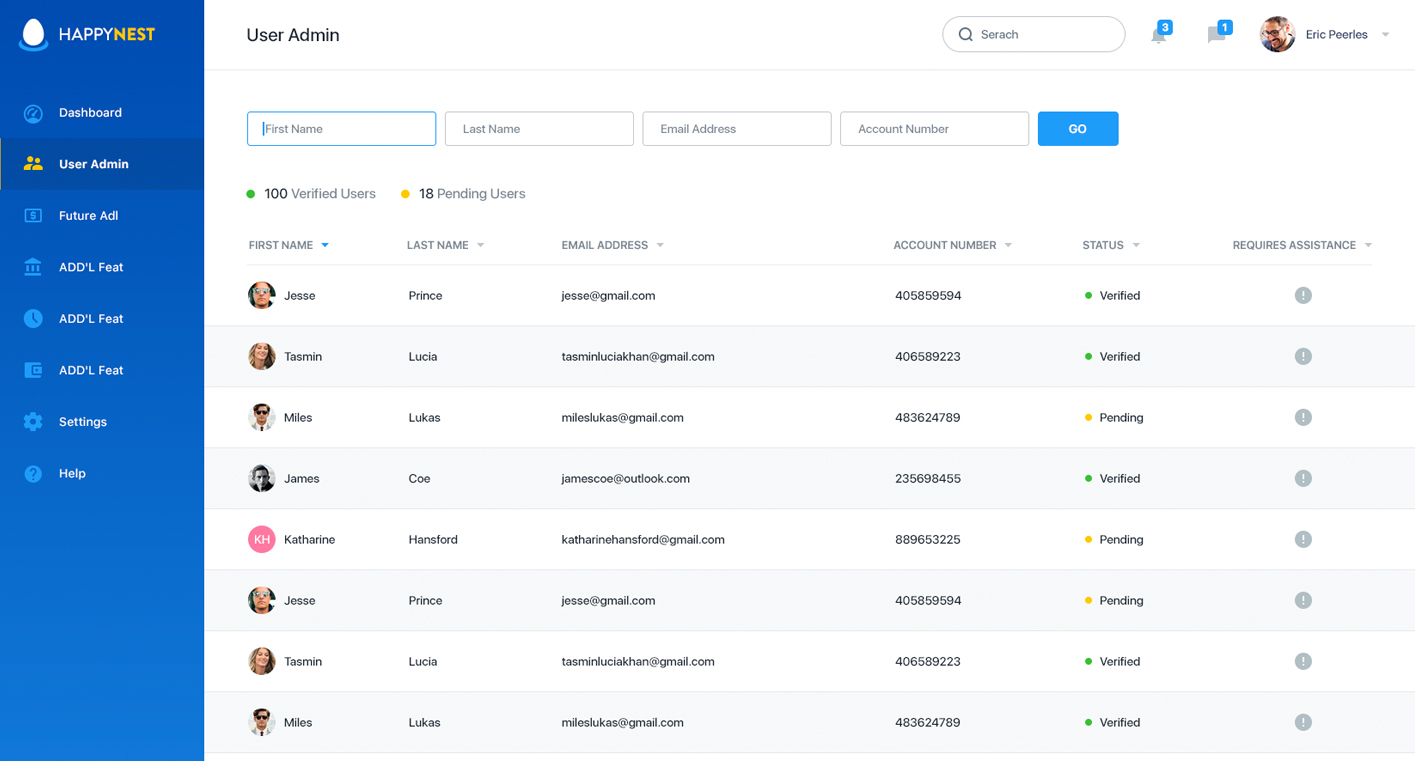 HAPPYNEST
User Admin
Serach
3
1
Eric Peerles
Dashboard
User Admin
Future Adl
ADD'L Feat
ADD'L Feat
ADD'L Feat
Settings
Help
First Name Last Name Email Address Account Number GO
100 Verified Users 18 Pending Users
FIRST NAME LAST NAME EMAIL ADDRESS ACCOUNT NUMBER STATUS REQUIRES ASSISTANCE
Jesse Prince jesse@gmail.com 405859594 Verified !
Tasmin Lucia tasminluciakhan@gmail.com 406589223 Verified !
Miles Lukas mileslukas@gmail.com 483624789 Pending !
James Coe jamescoe@outlook.com 235698455 Verified !
KH Katharine Hansford katharinehansford@gmail.com 889653225 Pending !
Jesse Prince jesse@gmail.com 405859594 Pending !
Tasmin Lucia tasminluciakhan@gmail.com 406589223 Verified !
Miles Lukas mileslukas@gmail.com 483624789 Verified !